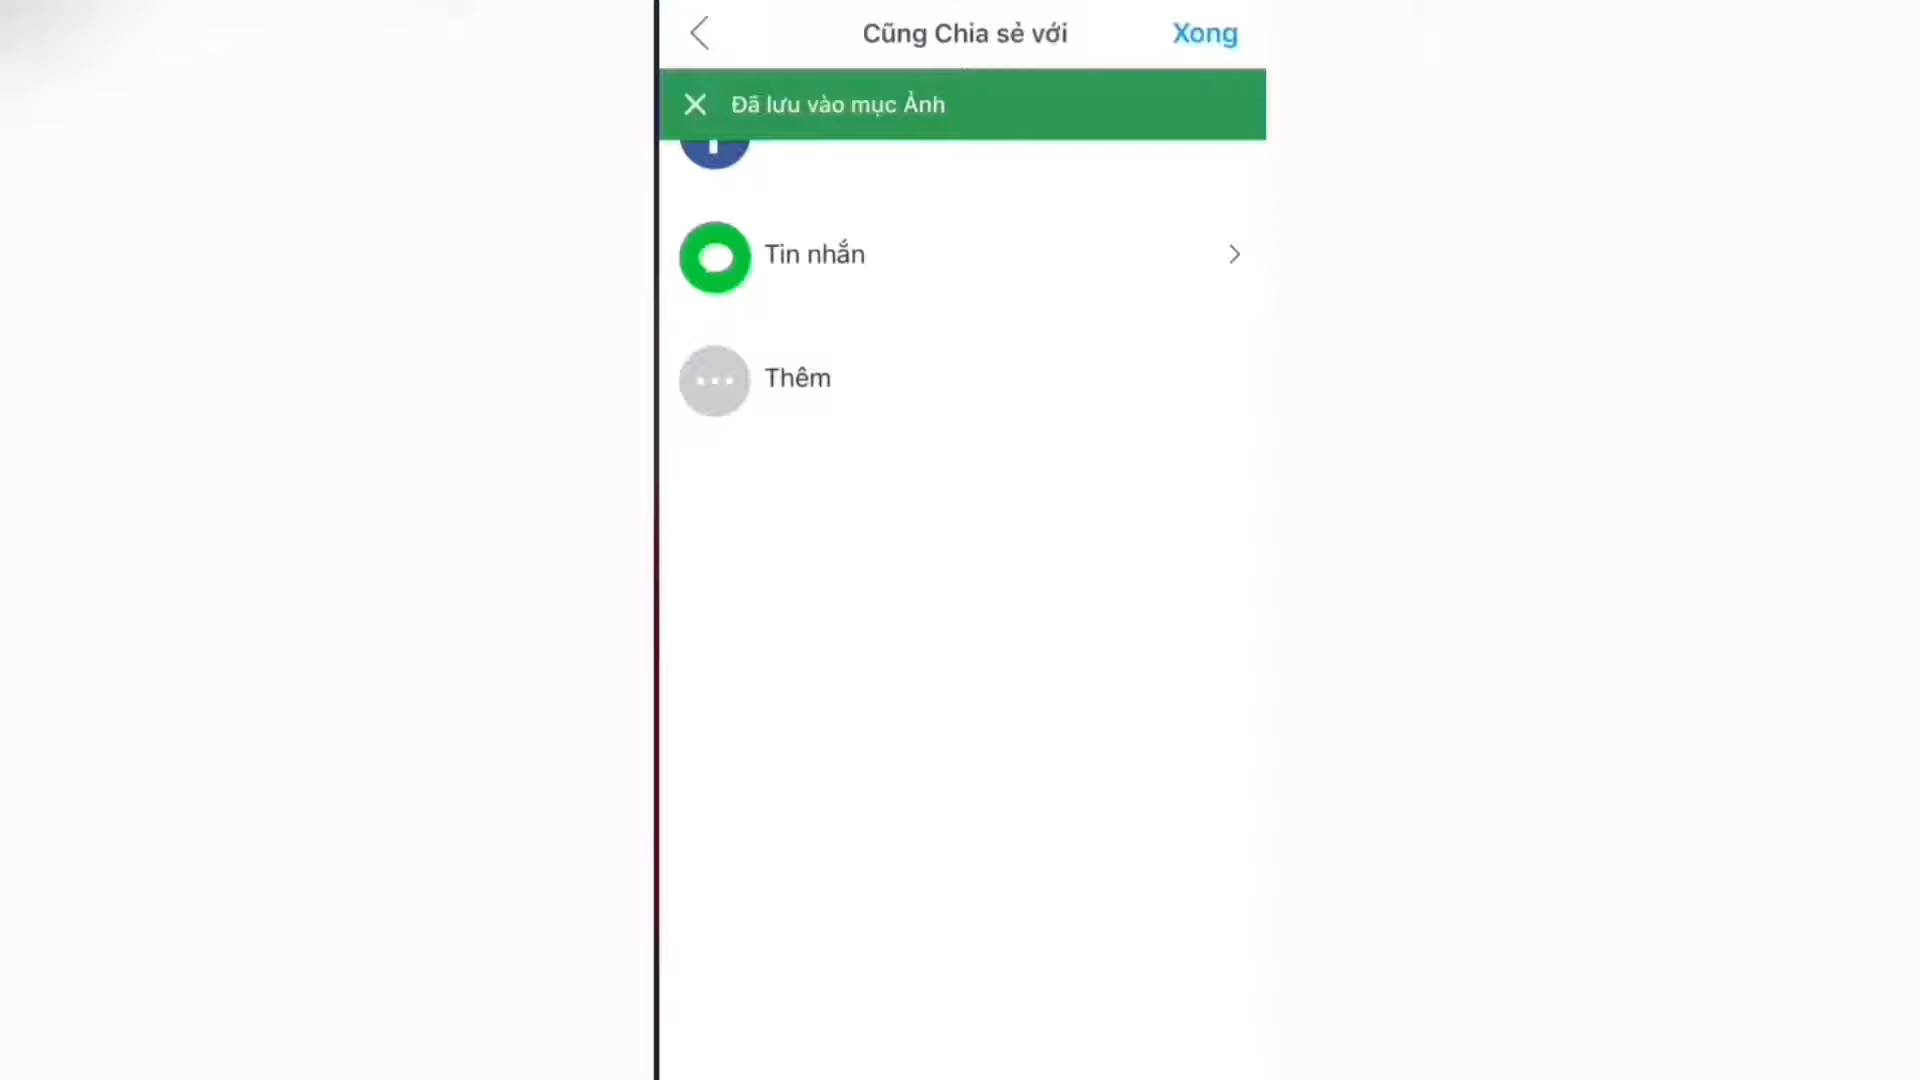 Cũng Chia sẻ với
Xong
Đã lưu vào mục Ảnh
Tin nhắn
Thêm